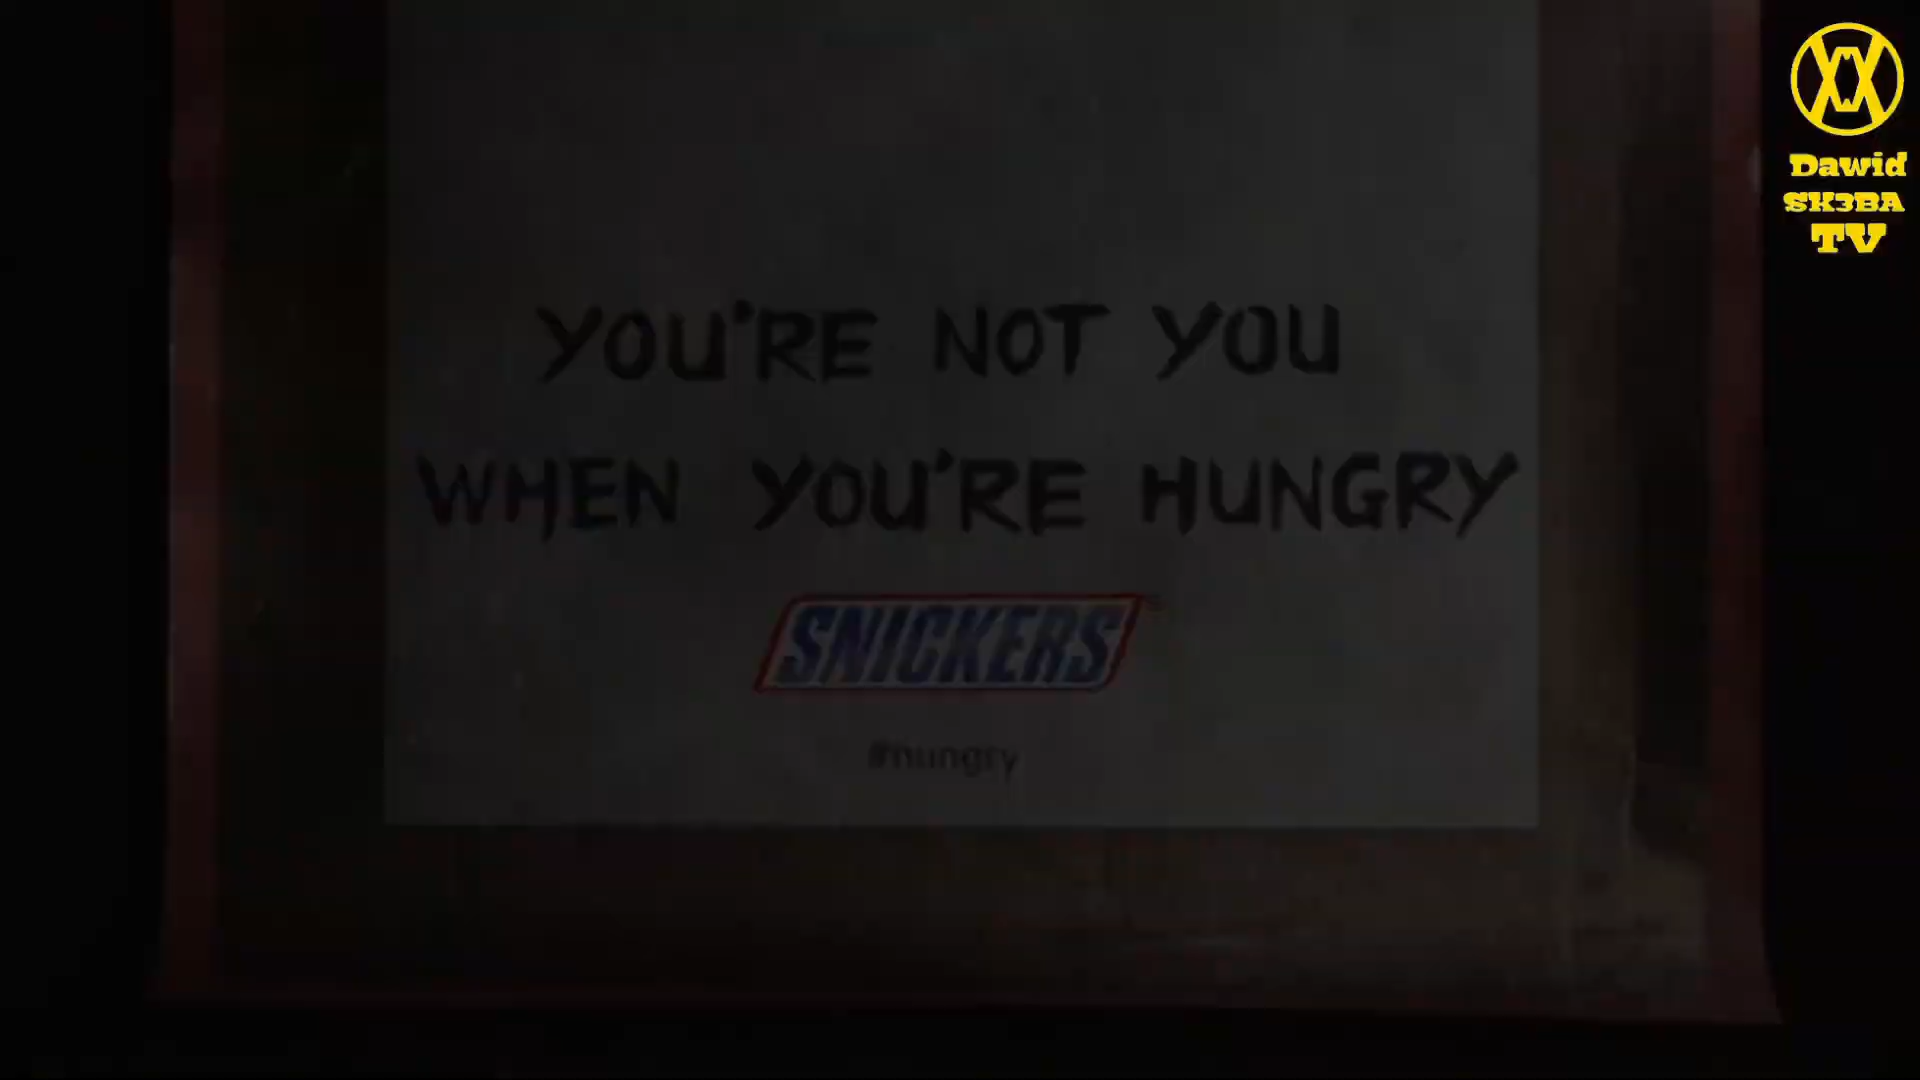 YOU'RE NOT YOU
WHEN YOU'RE HUNGRY
SNICKERS
#hungry
Dawid
SK3BA
TV